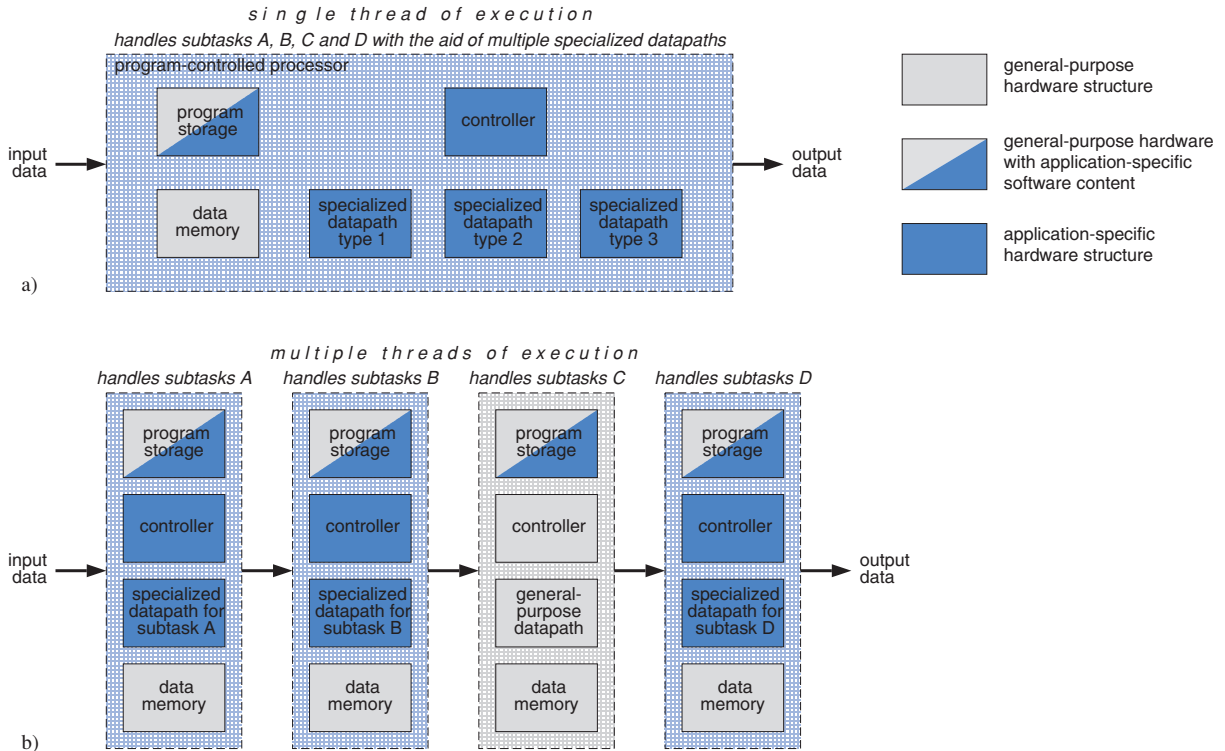 single thread of execution
handles subtasks A, B, C and D with the aid of multiple specialized datapaths
program-controlled processor
program
storage
controller
input
data
output
data
data
memory
specialized
datapath
type 1
specialized
datapath
type 2
specialized
datapath
type 3
a)
general-purpose
hardware structure
general-purpose hardware
with application-specific
software content
application-specific
hardware structure
multiple threads of execution
handles subtasks A
handles subtasks B
handles subtasks C
handles subtasks D
program
storage
program
storage
program
storage
program
storage
controller
controller
controller
controller
input
data
output
data
specialized
datapath for
subtask A
specialized
datapath for
subtask B
general-
purpose
datapath
specialized
datapath for
subtask D
data
memory
data
memory
data
memory
data
memory
b)